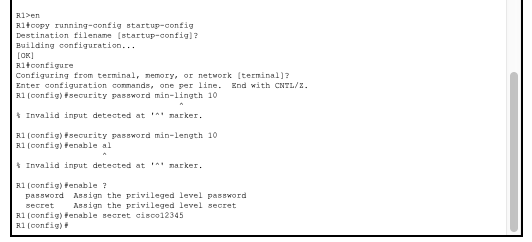 R1>en
R1#copy running-config startup-config
Destination filename [startup-config]?
Building configuration...
[OK]
R1#configure
Configuring from terminal, memory, or network [terminal]?
Enter configuration commands, one per line.  End with CNTL/Z.
R1(config)#security password min-lingth 10
^
% Invalid input detected at '^' marker.
R1(config)#security password min-length 10
R1(config)#enable al
^
% Invalid input detected at '^' marker.
R1(config)#enable ?
password  Assign the privileged level password
secret    Assign the privileged level secret
R1(config)#enable secret cisco12345
R1(config)#